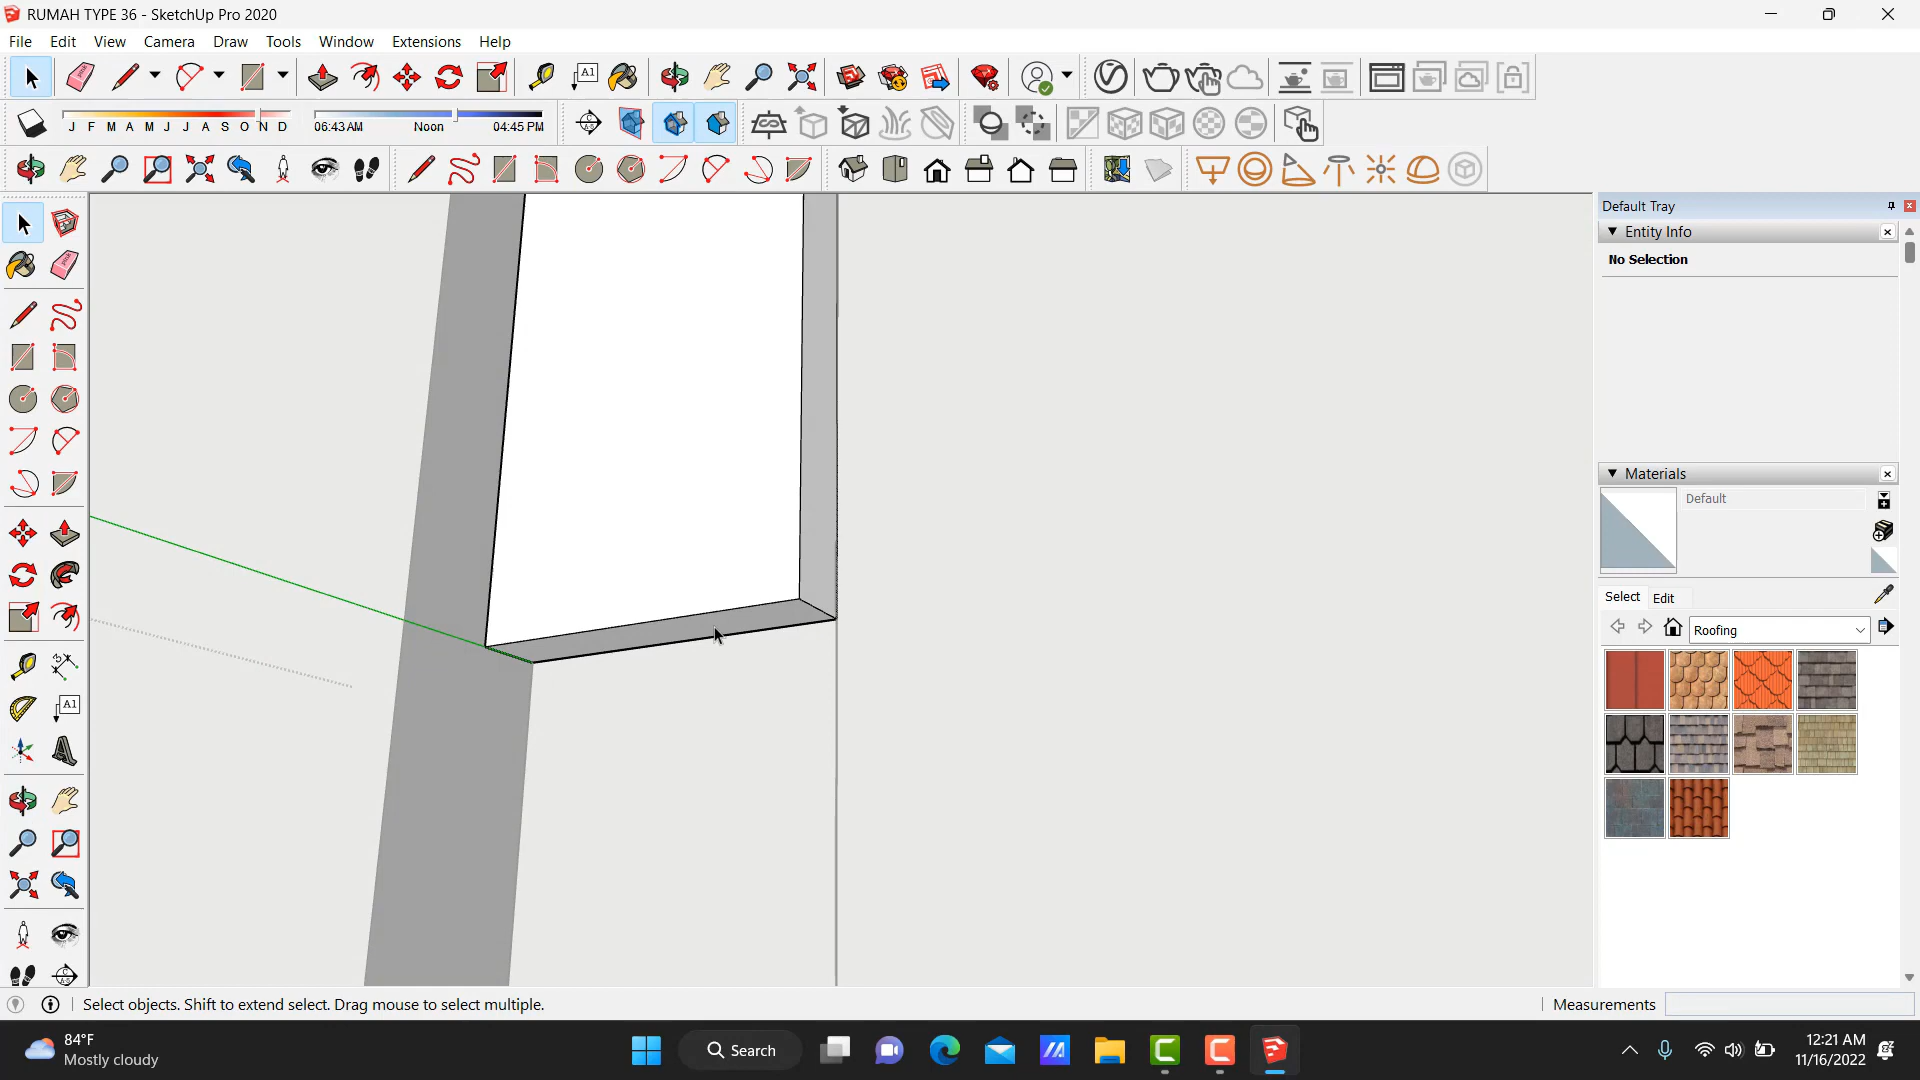 RUMAH TYPE 36 - SketchUp Pro 2020
File Edit View Camera Draw Tools Window Extensions Help
A1
J F M A M J J A S O N D 06:43 AM Noon 04:45 PM
Default Tray
Entity Info
No Selection
Materials
Default
Select Edit
Roofing
A1
Select objects. Shift to extend select. Drag mouse to select multiple.
Measurements
84°F
Mostly cloudy
Search
12:21 AM
11/16/2022